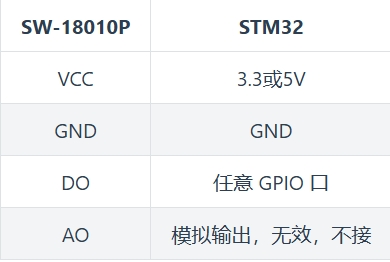 SW-18010P STM32
VCC 3.3或5V
GND GND
DO 任意 GPIO 口
AO 模拟输出，无效，不接